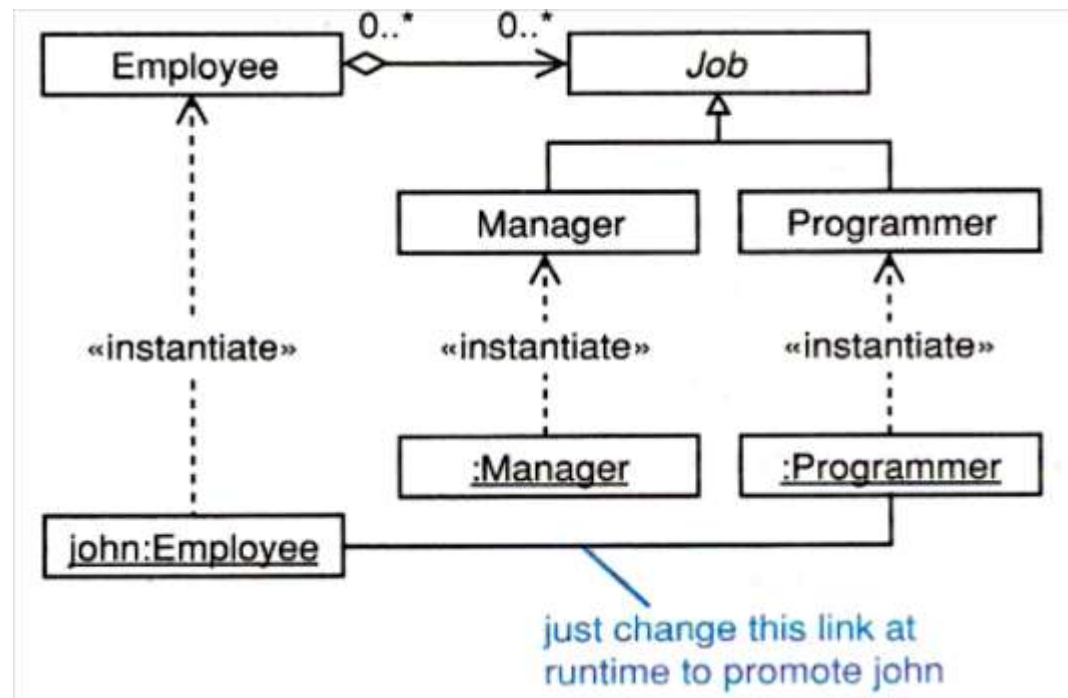 0..* 0..*
Employee Job
Manager Programmer
«instantiate» «instantiate» «instantiate»
:Manager :Programmer
john:Employee
just change this link at
runtime to promote john